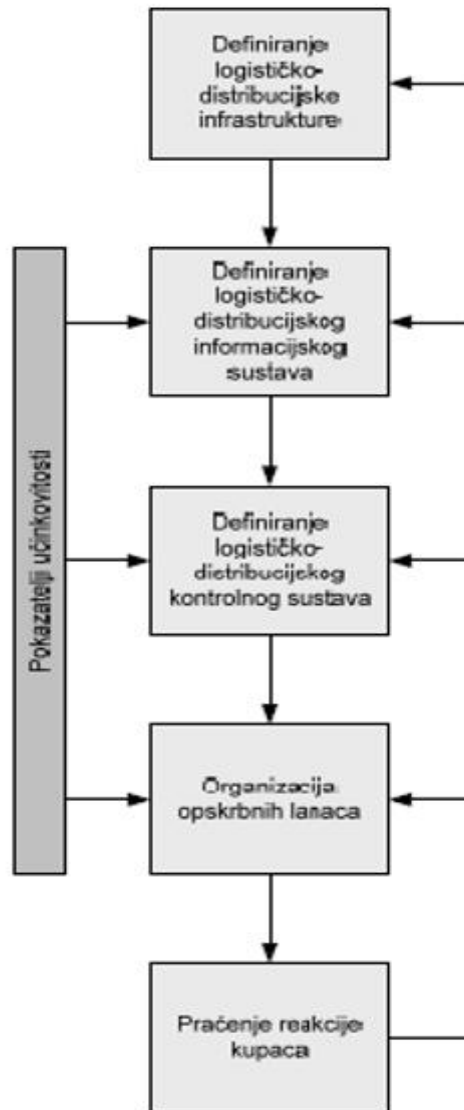 Definiranje
logističko-
distribucijske
infrastrukture
Pokazatelji učinkovitosti
Definiranje
logističko-
distribucijskog
informacijskog
sustava
Definiranje
logističko-
distribucijskog
kontrolnog sustava
Organizacija
opskrbnih lanaca
Praćenje reakcije
kupaca